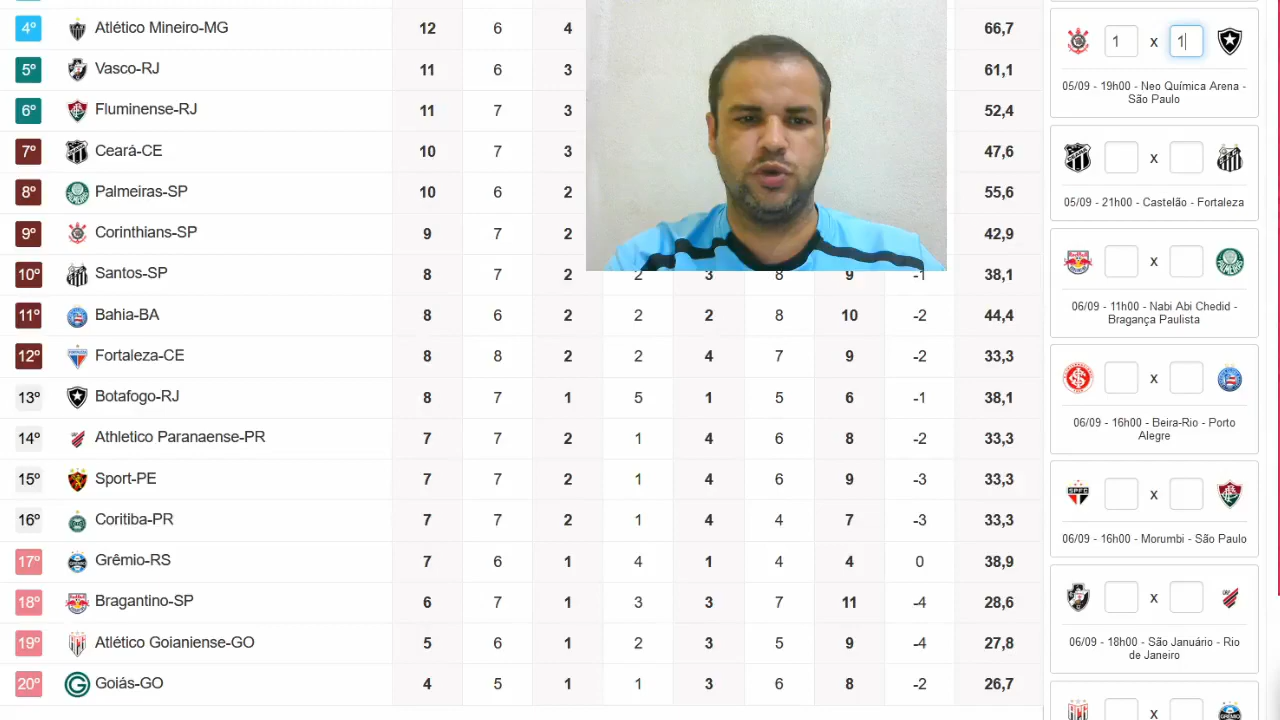 4º Atlético Mineiro-MG 12 6 4 66,7
5º Vasco-RJ 11 6 3 61,1
6º Fluminense-RJ 11 7 3 52,4
7º Ceará-CE 10 7 3 47,6
8º Palmeiras-SP 10 6 2 55,6
9º Corinthians-SP 9 7 2 42,9
10º Santos-SP 8 7 2 2 3 8 9 -1 38,1
11º Bahia-BA 8 6 2 2 2 8 10 -2 44,4
12º Fortaleza-CE 8 8 2 2 4 7 9 -2 33,3
13º Botafogo-RJ 8 7 1 5 1 5 6 -1 38,1
14º Athletico Paranaense-PR 7 7 2 1 4 6 8 -2 33,3
15º Sport-PE 7 7 2 1 4 6 9 -3 33,3
16º Coritiba-PR 7 7 2 1 4 4 7 -3 33,3
17º Grêmio-RS 7 6 1 4 1 4 4 0 38,9
18º Bragantino-SP 6 7 1 3 3 7 11 -4 28,6
19º Atlético Goianiense-GO 5 6 1 2 3 5 9 -4 27,8
20º Goiás-GO 4 5 1 1 3 6 8 -2 26,7
1 x 1
05/09 - 19h00 - Neo Química Arena -
São Paulo
x
05/09 - 21h00 - Castelão - Fortaleza
x
06/09 - 11h00 - Nabi Abi Chedid -
Bragança Paulista
x
06/09 - 16h00 - Beira-Rio - Porto
Alegre
SPFC x
06/09 - 16h00 - Morumbi - São Paulo
x
06/09 - 18h00 - São Januário - Rio
de Janeiro
x